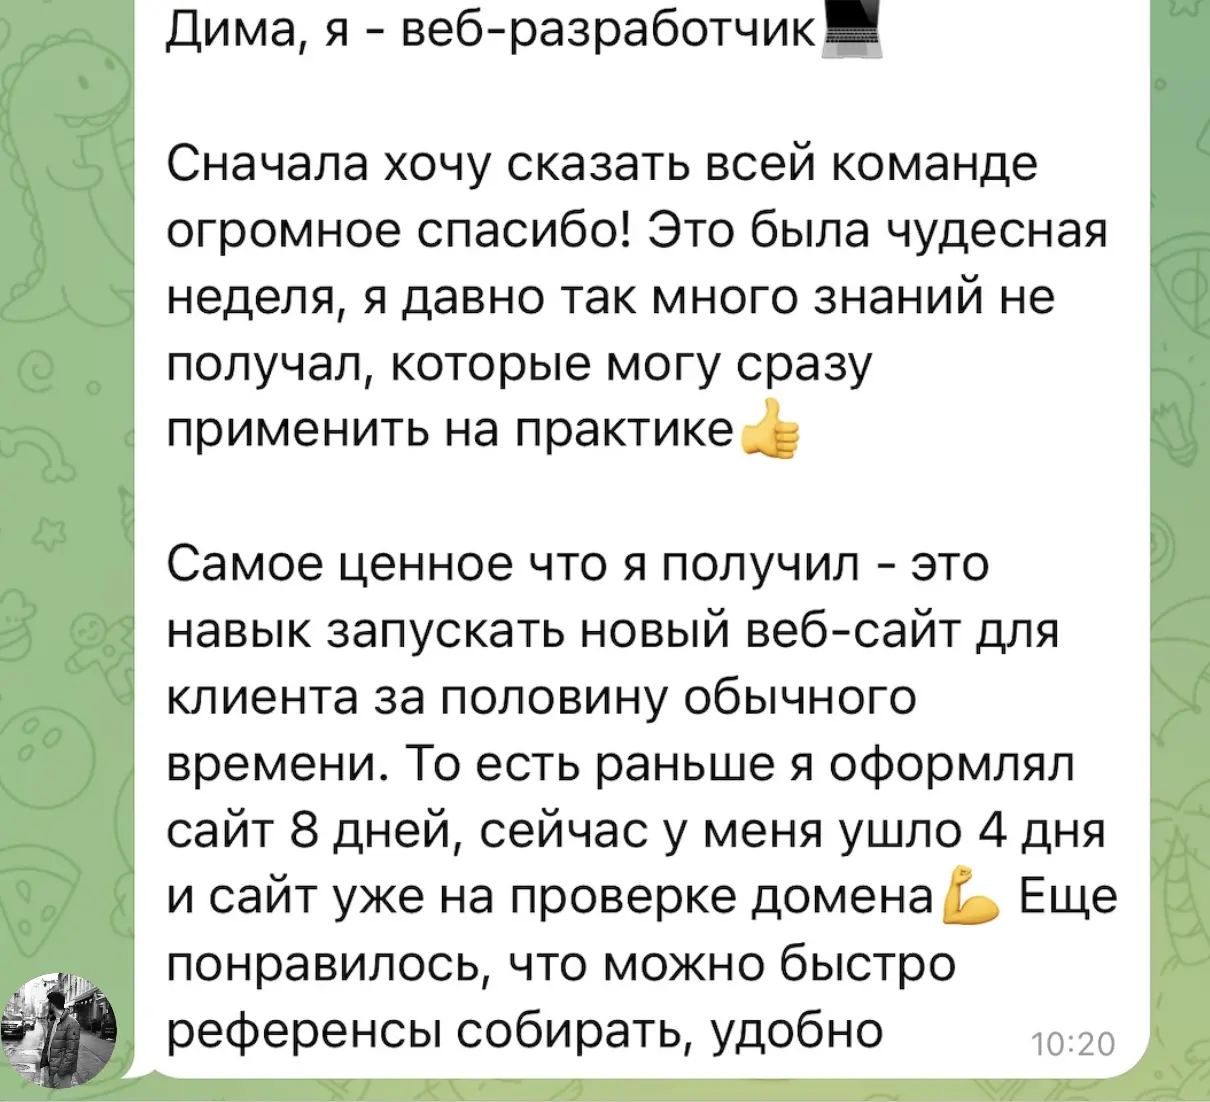 Дима, я - веб-разработчик💻
Сначала хочу сказать всей команде
огромное спасибо! Это была чудесная
неделя, я давно так много знаний не
получал, которые могу сразу
применить на практике👍
Самое ценное что я получил - это
навык запускать новый веб-сайт для
клиента за половину обычного
времени. То есть раньше я оформлял
сайт 8 дней, сейчас у меня ушло 4 дня
и сайт уже на проверке домена💪 Еще
понравилось, что можно быстро
референсы собирать, удобно
10:20